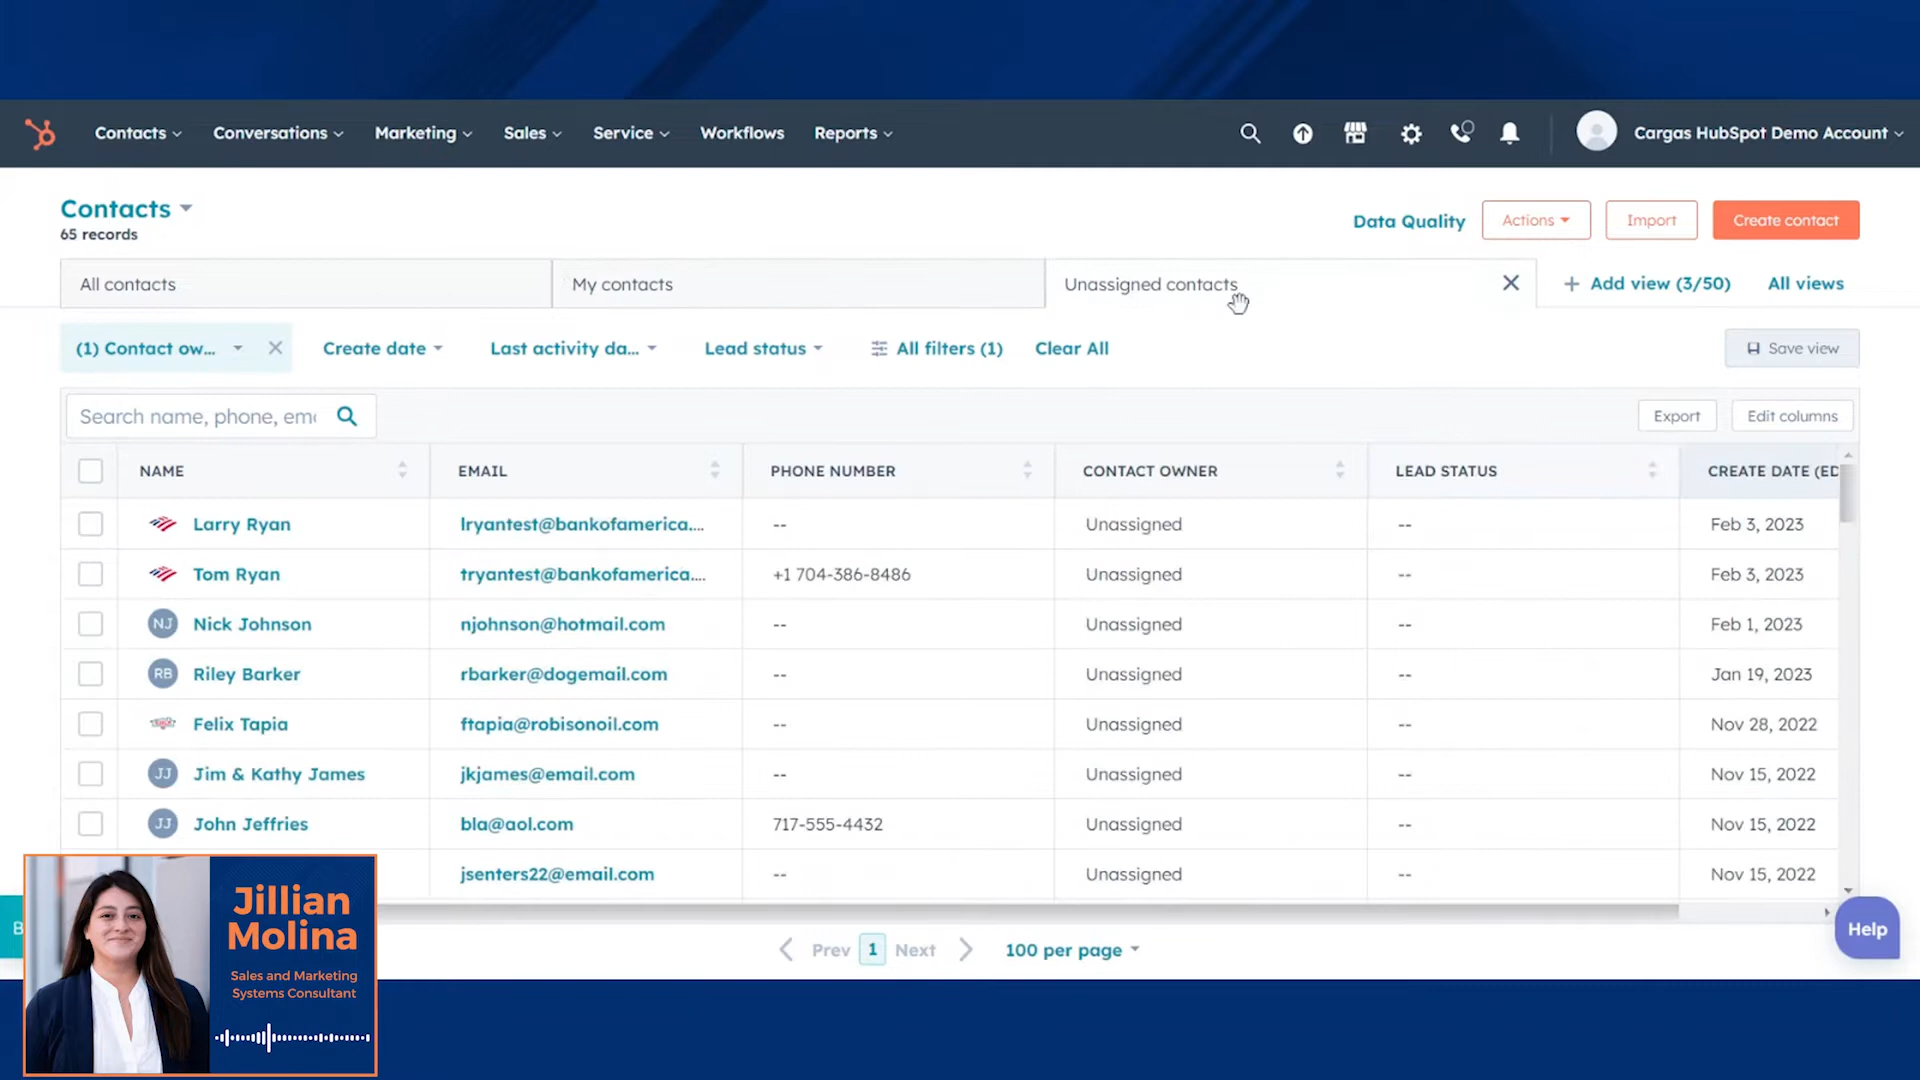 Contacts
Conversations
Marketing
Sales
Service
Workflows
Reports
Cargas HubSpot Demo Account
Contacts
65 records
Data Quality
Actions
Import
Create contact
All contacts
My contacts
Unassigned contacts
+ Add view (3/50)
All views
(1) Contact ow...
Create date
Last activity da...
Lead status
All filters (1)
Clear All
Save view
Search name, phone, em
Export
Edit columns
NAME EMAIL PHONE NUMBER CONTACT OWNER LEAD STATUS CREATE DATE (ED
Larry Ryan lryantest@bankofamerica.... -- Unassigned -- Feb 3, 2023
Tom Ryan tryantest@bankofamerica.... +1 704-386-8486 Unassigned -- Feb 3, 2023
NJ Nick Johnson njohnson@hotmail.com -- Unassigned -- Feb 1, 2023
RB Riley Barker rbarker@dogemail.com -- Unassigned -- Jan 19, 2023
Felix Tapia ftapia@robisonoil.com -- Unassigned -- Nov 28, 2022
JJ Jim & Kathy James jkjames@email.com -- Unassigned -- Nov 15, 2022
JJ John Jeffries bla@aol.com 717-555-4432 Unassigned -- Nov 15, 2022
jsenters22@email.com -- Unassigned -- Nov 15, 2022
Prev 1 Next
100 per page
Help
Jillian
Molina
Sales and Marketing
Systems Consultant